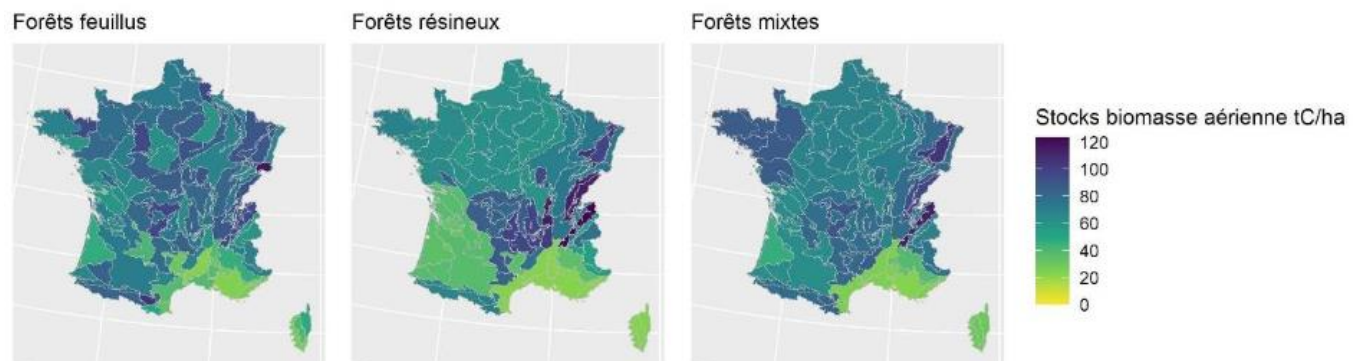 Forêts feuillus
Forêts résineux
Forêts mixtes
Stocks biomasse aérienne tC/ha
120
100
80
60
40
20
0